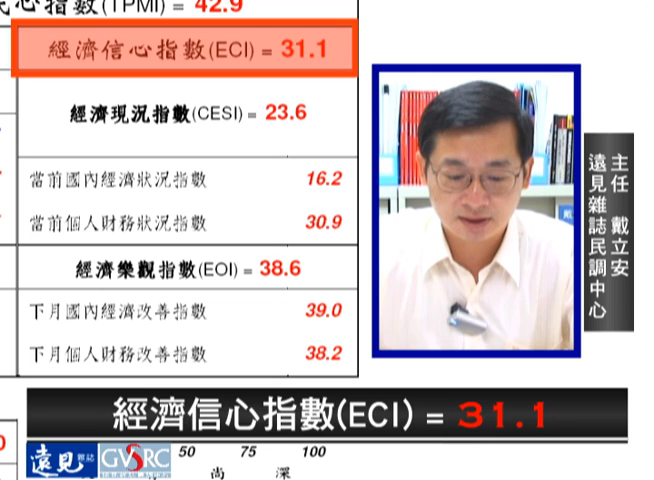 民心指數(TPMI) = 42.9
經濟信心指數(ECI) = 31.1
經濟現況指數(CESI) = 23.6
當前國內經濟狀況指數 16.2
當前個人財務狀況指數 30.9
經濟樂觀指數(EOI) = 38.6
下月國內經濟改善指數 39.0
下月個人財務改善指數 38.2
主任 戴立安
遠見雜誌民調中心
經濟信心指數(ECI) = 31.1
遠見雜誌 GVSRC
50 75 100
尚 深